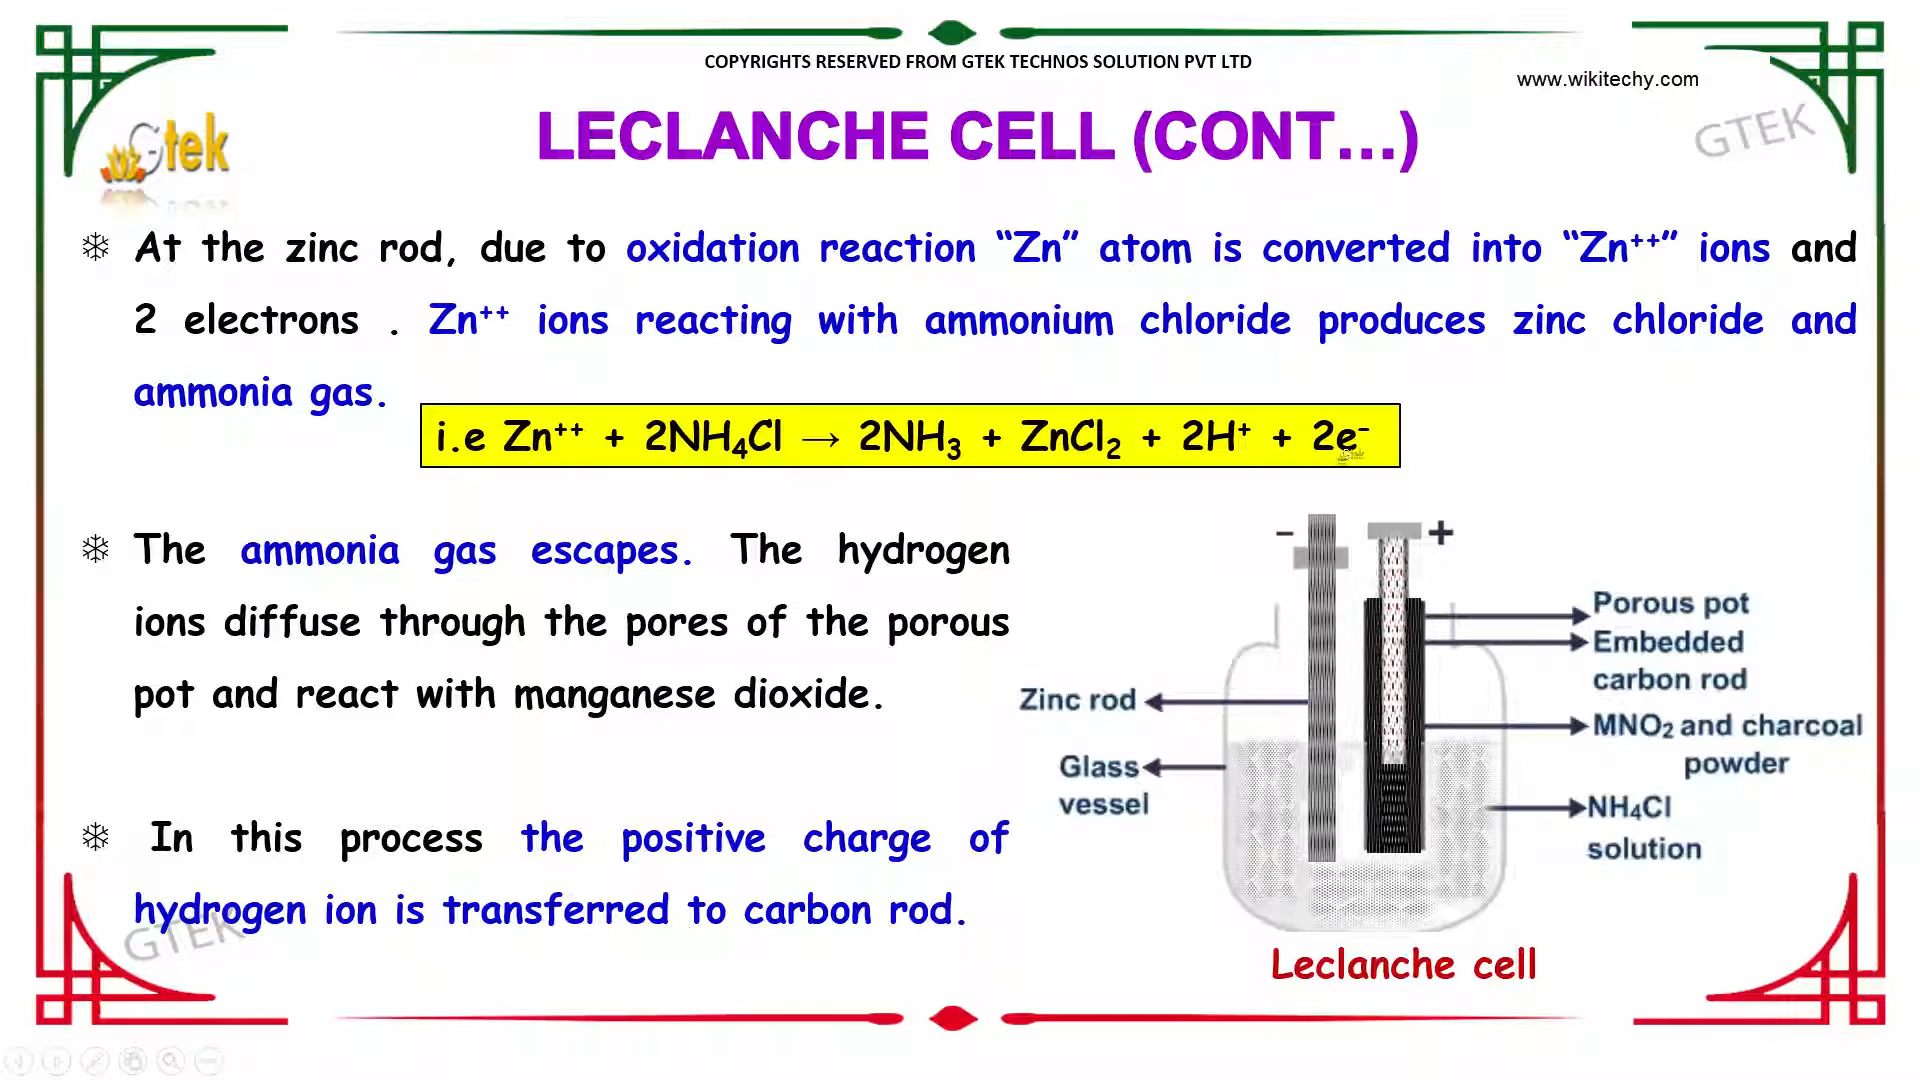 COPYRIGHTS RESERVED FROM GTEK TECHNOS SOLUTION PVT LTD
www.wikitechy.com
Gtek
LECLANCHE CELL (CONT...)
GTEK
At the zinc rod, due to oxidation reaction “Zn” atom is converted into “Zn⁺⁺” ions and
2 electrons . Zn⁺⁺ ions reacting with ammonium chloride produces zinc chloride and
ammonia gas.
i.e Zn⁺⁺ + 2NH₄Cl → 2NH₃ + ZnCl₂ + 2H⁺ + 2e⁻
The ammonia gas escapes. The hydrogen
ions diffuse through the pores of the porous
pot and react with manganese dioxide.
In this process the positive charge of
hydrogen ion is transferred to carbon rod.
GTEK
− +
Porous pot
Embedded
carbon rod
Zinc rod
MNO₂ and charcoal
powder
Glass
vessel
NH₄Cl
solution
Leclanche cell